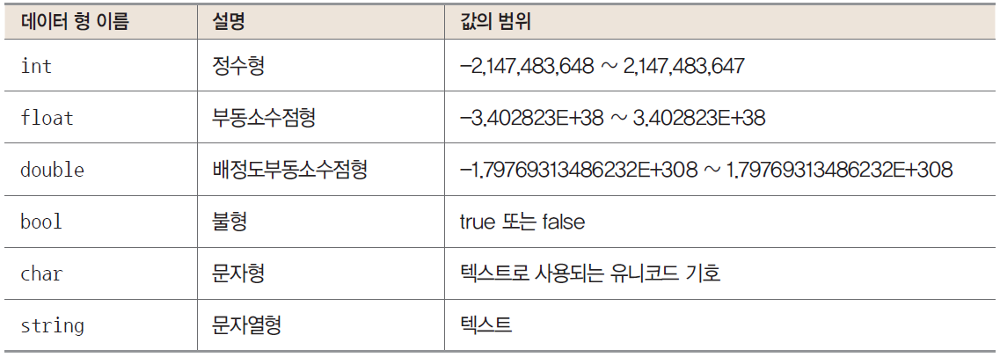 데이터 형 이름 설명 값의 범위
int 정수형 -2,147,483,648 ~ 2,147,483,647
float 부동소수점형 -3.402823E+38 ~ 3.402823E+38
double 배정도부동소수점형 -1.79769313486232E+308 ~ 1.79769313486232E+308
bool 불형 true 또는 false
char 문자형 텍스트로 사용되는 유니코드 기호
string 문자열형 텍스트